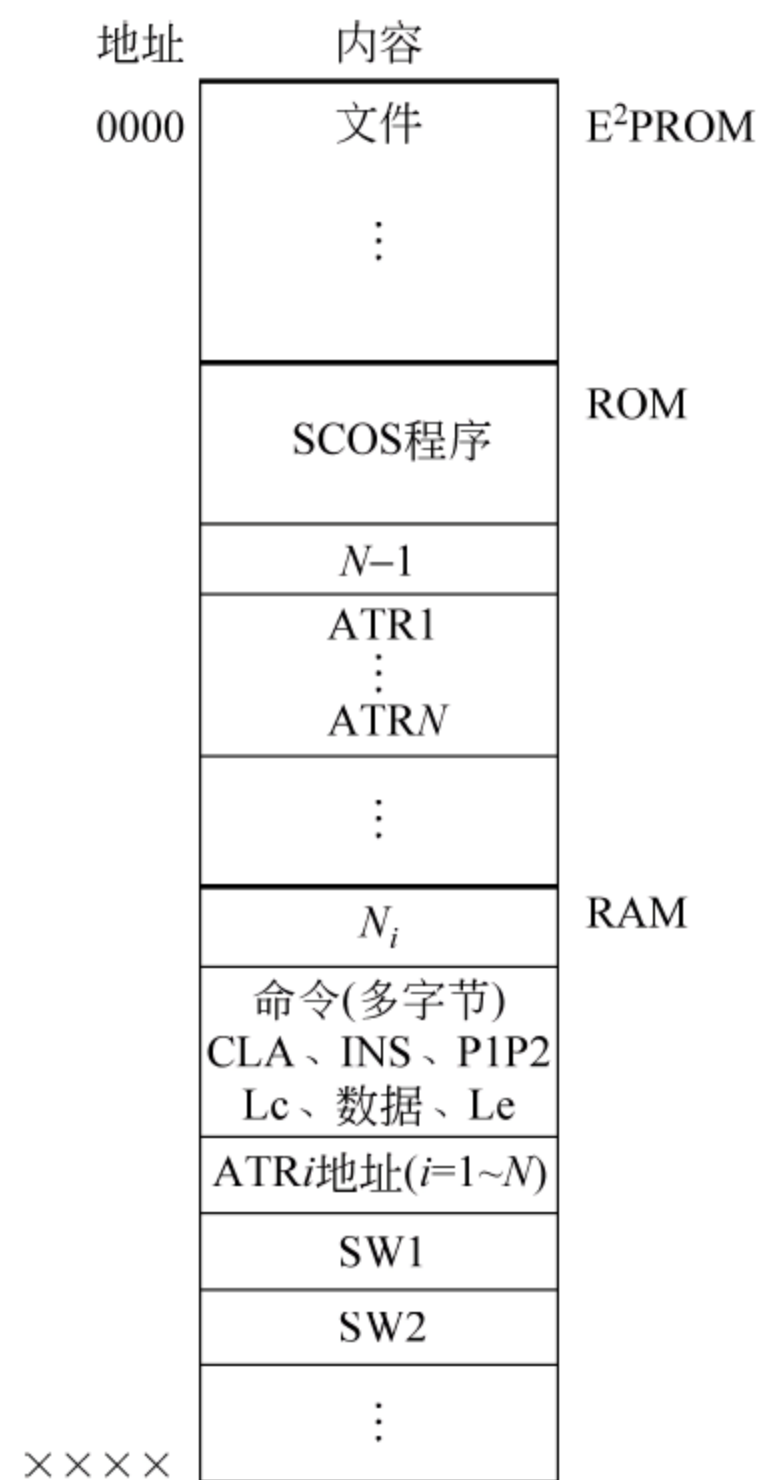 地址 内容
0000 文件 E²PROM
⋮
SCOS程序 ROM
N−1
ATR1
⋮
ATRN
⋮
Nᵢ RAM
命令(多字节)
CLA、INS、P1P2
Lc、数据、Le
ATRi地址(i=1~N)
SW1
SW2
⋮
××××